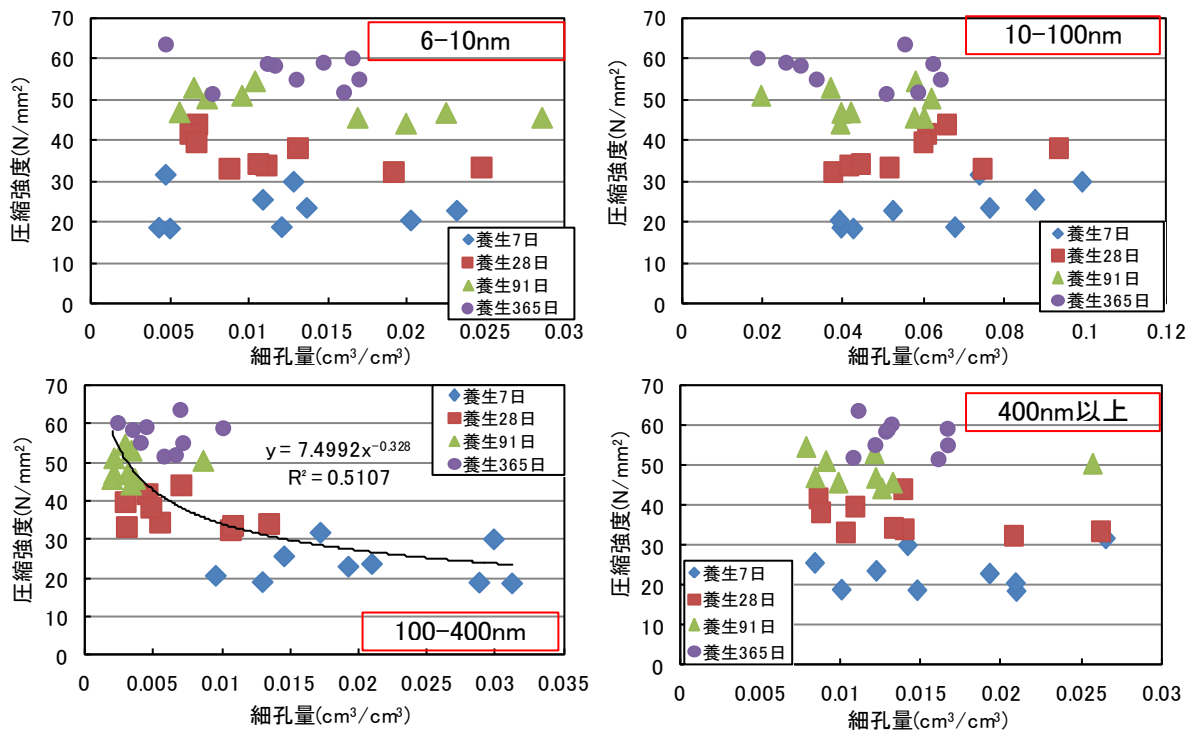 6-10nm
70
60
50
40
30
20
10
0
圧縮強度(N/mm²)
0 0.005 0.01 0.015 0.02 0.025 0.03
細孔量(cm³/cm³)
養生7日
養生28日
養生91日
養生365日
10-100nm
70
60
50
40
30
20
10
0
圧縮強度(N/mm²)
0 0.02 0.04 0.06 0.08 0.1 0.12
細孔量(cm³/cm³)
養生7日
養生28日
養生91日
養生365日
70
60
50
40
30
20
10
0
圧縮強度(N/mm²)
養生7日
養生28日
養生91日
養生365日
y = 7.4992x⁻⁰·³²⁸
R² = 0.5107
100-400nm
0 0.005 0.01 0.015 0.02 0.025 0.03 0.035
細孔量(cm³/cm³)
400nm以上
70
60
50
40
30
20
10
0
圧縮強度(N/mm²)
養生7日
養生28日
養生91日
養生365日
0 0.005 0.01 0.015 0.02 0.025 0.03
細孔量(cm³/cm³)